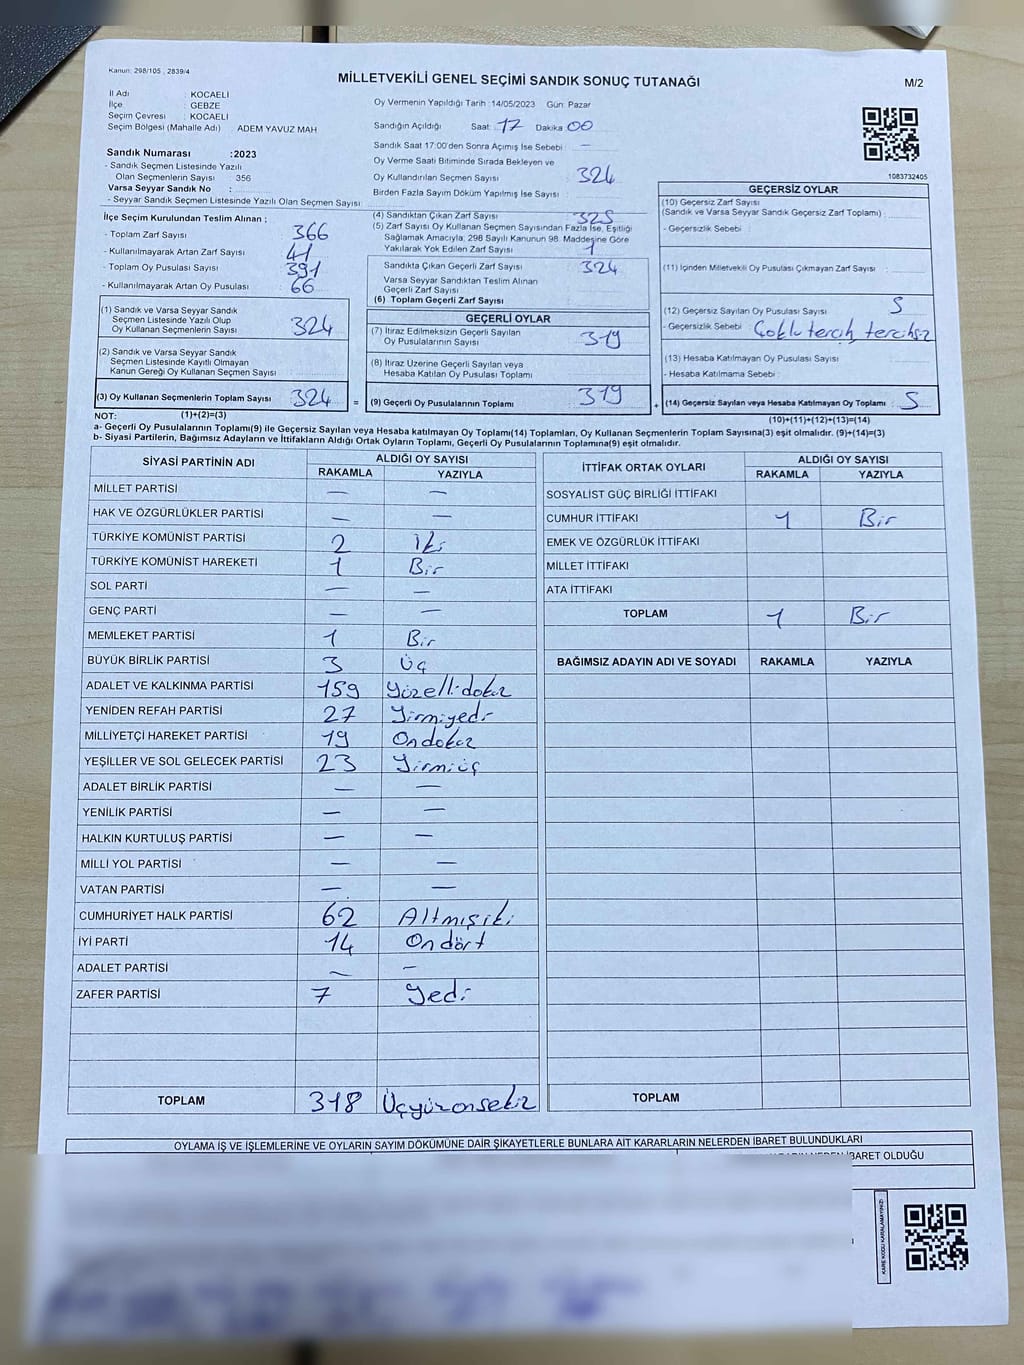 Kanun: 298/105 , 2839/4
MİLLETVEKİLİ GENEL SEÇİMİ SANDIK SONUÇ TUTANAĞI
M/2
İl Adı : KOCAELİ
İlçe : GEBZE
Seçim Çevresi : KOCAELİ
Seçim Bölgesi (Mahalle Adı) ADEM YAVUZ MAH
Sandık Numarası :2023
- Sandık Seçmen Listesinde Yazılı
Olan Seçmenlerin Sayısı 356
Varsa Seyyar Sandık No :
- Seyyar Sandık Seçmen Listesinde Yazılı Olan Seçmen Sayısı:
Oy Vermenin Yapıldığı Tarih :14/05/2023 Gün: Pazar
Sandığın Açıldığı Saat: 17 Dakika 00
Sandık Saat 17:00'den Sonra Açımış İse Sebebi : —
Oy Verme Saati Bitiminde Sırada Bekleyen ve
Oy Kullandırılan Seçmen Sayısı : 324
Birden Fazla Sayım Döküm Yapılmış İse Sayısı :
1083732405
İlçe Seçim Kurulundan Teslim Alınan :
- Toplam Zarf Sayısı : 366
- Kullanılmayarak Artan Zarf Sayısı : 41
- Toplam Oy Pusulası Sayısı : 391
- Kullanılmayarak Artan Oy Pusulası : 66
(1) Sandık ve Varsa Seyyar Sandık
Seçmen Listesinde Yazılı Olup
Oy Kullanan Seçmenlerin Sayısı : 324
(2) Sandık ve Varsa Seyyar Sandık
Seçmen Listesinde Kayıtlı Olmayan
Kanun Gereği Oy Kullanan Seçmen Sayısı :
(3) Oy Kullanan Seçmenlerin Toplam Sayısı 324 =
(1)+(2)=(3)
(4) Sandıktan Çıkan Zarf Sayısı : 325
(5) Zarf Sayısı Oy Kullanan Seçmen Sayısından Fazla İse, Eşitliği
Sağlamak Amacıyla, 298 Sayılı Kanunun 98. Maddesine Göre
Yakılarak Yok Edilen Zarf Sayısı : 1
Sandıkta Çıkan Geçerli Zarf Sayısı : 324
Varsa Seyyar Sandıktan Teslim Alınan
Geçerli Zarf Sayısı :
(6) Toplam Geçerli Zarf Sayısı :
GEÇERLİ OYLAR
(7) İtiraz Edilmeksizin Geçerli Sayılan
Oy Pusulalarının Sayısı : 319
(8) İtiraz Üzerine Geçerli Sayılan veya
Hesaba Katılan Oy Pusulası Toplamı :
(9) Geçerli Oy Pusulalarının Toplamı : 319 +
GEÇERSİZ OYLAR
(10) Geçersiz Zarf Sayısı
(Sandık ve Varsa Seyyar Sandık Geçersiz Zarf Toplamı) :
- Geçersizlik Sebebi :
(11) İçinden Milletvekili Oy Pusulası Çıkmayan Zarf Sayısı :
(12) Geçersiz Sayılan Oy Pusulası Sayısı : 5
- Geçersizlik Sebebi : Çoklu tercih, tercihsiz
(13) Hesaba Katılmayan Oy Pusulası Sayısı :
- Hesaba Katılmama Sebebi :
(14) Geçersiz Sayılan veya Hesaba Katılmayan Oy Toplamı : 5
(10)+(11)+(12)+(13)=(14)
NOT:
a- Geçerli Oy Pusulalarının Toplamı(9) ile Geçersiz Sayılan veya Hesaba katılmayan Oy Toplamı(14) Toplamları, Oy Kullanan Seçmenlerin Toplam Sayısına(3) eşit olmalıdır. (9)+(14)=(3)
b- Siyasi Partilerin, Bağımsız Adayların ve İttifakların Aldığı Ortak Oyların Toplamı, Geçerli Oy Pusulalarının Toplamına(9) eşit olmalıdır.
SİYASİ PARTİNİN ADI ALDIĞI OY SAYISI
RAKAMLA YAZIYLA
MİLLET PARTİSİ — —
HAK VE ÖZGÜRLÜKLER PARTİSİ — —
TÜRKİYE KOMÜNİST PARTİSİ 2 İki
TÜRKİYE KOMÜNİST HAREKETİ 1 Bir
SOL PARTİ — —
GENÇ PARTİ — —
MEMLEKET PARTİSİ 1 Bir
BÜYÜK BİRLİK PARTİSİ 3 Üç
ADALET VE KALKINMA PARTİSİ 159 Yüzellidokuz
YENİDEN REFAH PARTİSİ 27 Yirmiyedi
MİLLİYETÇİ HAREKET PARTİSİ 19 Ondokuz
YEŞİLLER VE SOL GELECEK PARTİSİ 23 Yirmiüç
ADALET BİRLİK PARTİSİ — —
YENİLİK PARTİSİ — —
HALKIN KURTULUŞ PARTİSİ — —
MİLLİ YOL PARTİSİ — —
VATAN PARTİSİ — —
CUMHURİYET HALK PARTİSİ 62 Altmışiki
İYİ PARTİ 14 Ondört
ADALET PARTİSİ — —
ZAFER PARTİSİ 7 Yedi
TOPLAM 318 Üçyüzonsekiz
İTTİFAK ORTAK OYLARI ALDIĞI OY SAYISI
RAKAMLA YAZIYLA
SOSYALİST GÜÇ BİRLİĞİ İTTİFAKI
CUMHUR İTTİFAKI 1 Bir
EMEK VE ÖZGÜRLÜK İTTİFAKI
MİLLET İTTİFAKI
ATA İTTİFAKI
TOPLAM 1 Bir
BAĞIMSIZ ADAYIN ADI VE SOYADI RAKAMLA YAZIYLA
TOPLAM
OYLAMA İŞ VE İŞLEMLERİNE VE OYLARIN SAYIM DÖKÜMÜNE DAİR ŞİKAYETLERLE BUNLARA AİT KARARLARIN NELERDEN İBARET BULUNDUKLARI
İBARET OLDUĞU
KARE KODU KARALAMAYINIZ!